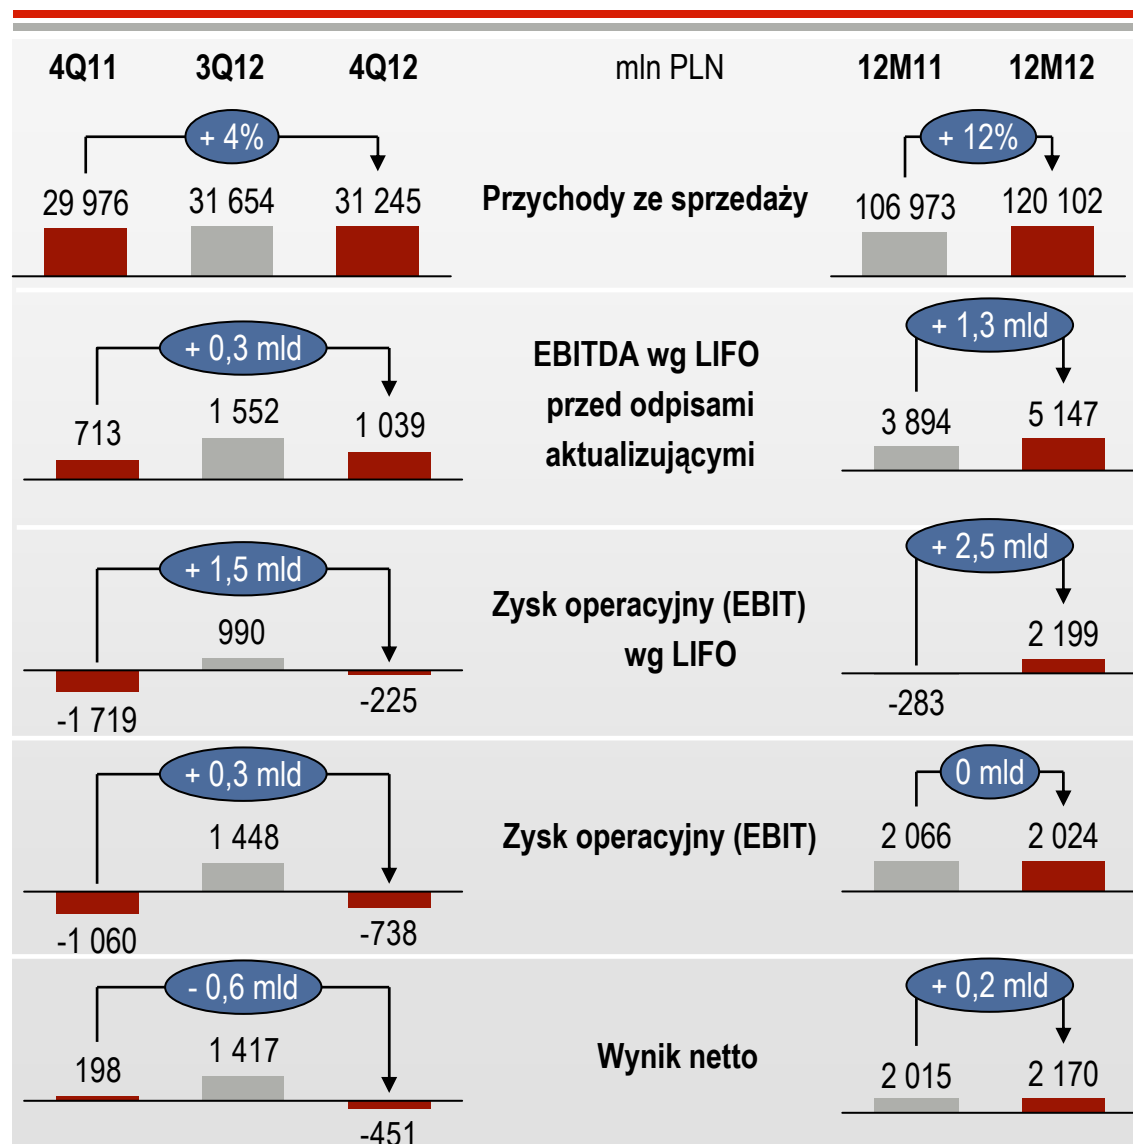 4Q11 3Q12 4Q12 mln PLN 12M11 12M12
+ 4% + 12%
29 976 31 654 31 245 Przychody ze sprzedaży 106 973 120 102
+ 0,3 mld + 1,3 mld
EBITDA wg LIFO
przed odpisami
aktualizującymi
713 1 552 1 039 3 894 5 147
+ 1,5 mld + 2,5 mld
Zysk operacyjny (EBIT)
wg LIFO
990 2 199
-1 719 -225 -283
+ 0,3 mld 0 mld
1 448 Zysk operacyjny (EBIT) 2 066 2 024
-1 060 -738
- 0,6 mld + 0,2 mld
198 1 417 Wynik netto 2 015 2 170
-451